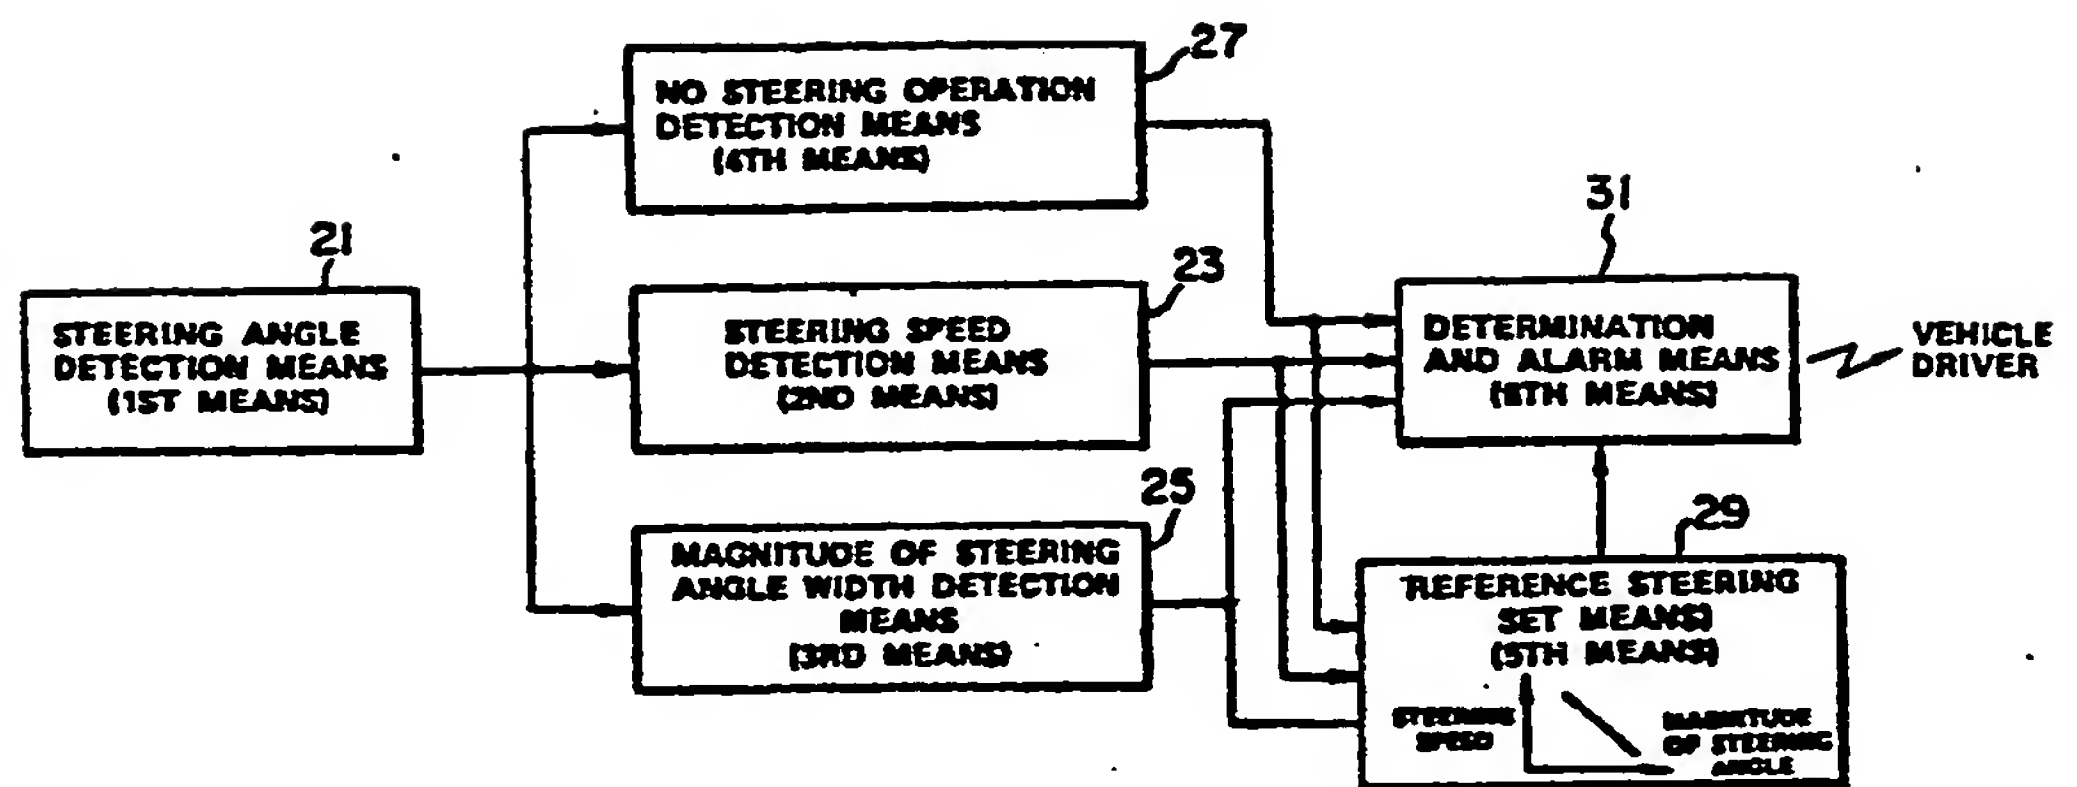 27
NO STEERING OPERATION
DETECTION MEANS
(4TH MEANS)
21
STEERING ANGLE
DETECTION MEANS
(1ST MEANS)
23
STEERING SPEED
DETECTION MEANS
(2ND MEANS)
25
MAGNITUDE OF STEERING
ANGLE WIDTH DETECTION
MEANS
(3RD MEANS)
31
DETERMINATION
AND ALARM MEANS
(6TH MEANS)
VEHICLE
DRIVER
29
REFERENCE STEERING
SET MEANS)
(5TH MEANS)
STEERING
SPEED
MAGNITUDE
OF STEERING
ANGLE